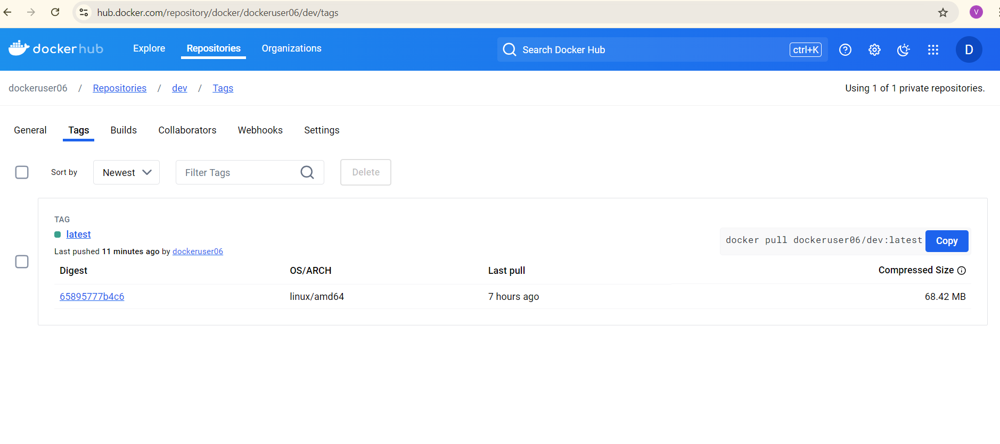 hub.docker.com/repository/docker/dockeruser06/dev/tags
V
dockerhub Explore Repositories Organizations Search Docker Hub ctrl+K D
dockeruser06 / Repositories / dev / Tags Using 1 of 1 private repositories.
General Tags Builds Collaborators Webhooks Settings
Sort by Newest Filter Tags Delete
TAG
latest
docker pull dockeruser06/dev:latest Copy
Last pushed 11 minutes ago by dockeruser06
Digest OS/ARCH Last pull Compressed Size
65895777b4c6 linux/amd64 7 hours ago 68.42 MB